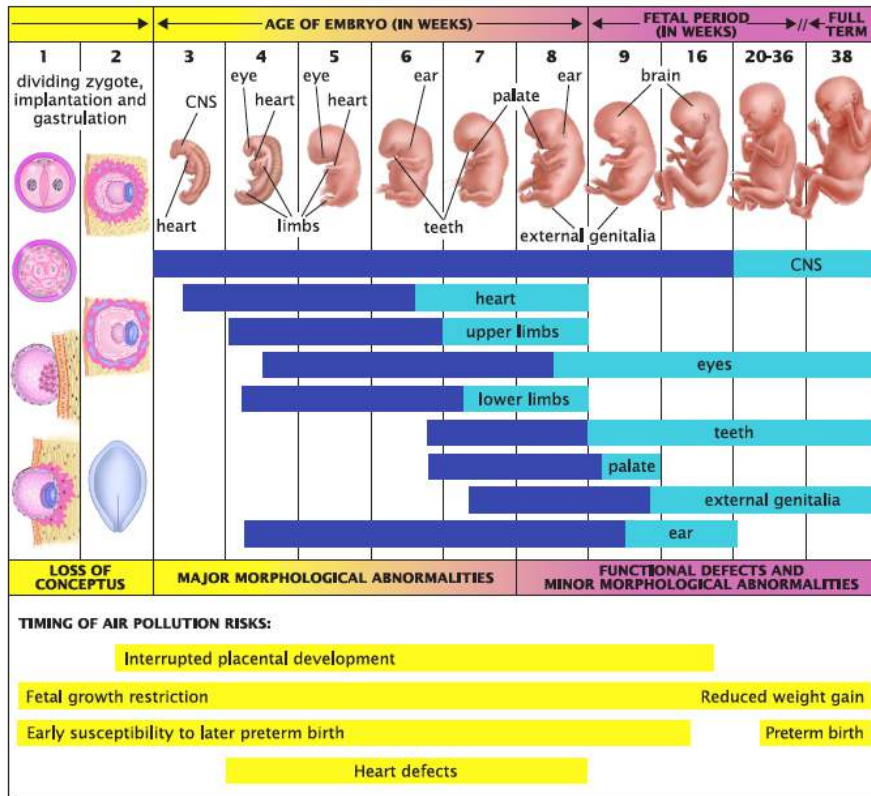 AGE OF EMBRYO (IN WEEKS)
FETAL PERIOD
(IN WEEKS)
FULL
TERM
1 2 3 4 5 6 7 8 9 16 20-36 38
dividing zygote,
implantation and
gastrulation
CNS
heart
eye
heart
eye
heart
limbs
ear
palate
ear
teeth
external genitalia
brain
CNS
heart
upper limbs
eyes
lower limbs
teeth
palate
external genitalia
ear
LOSS OF
CONCEPTUS
MAJOR MORPHOLOGICAL ABNORMALITIES
FUNCTIONAL DEFECTS AND
MINOR MORPHOLOGICAL ABNORMALITIES
TIMING OF AIR POLLUTION RISKS:
Interrupted placental development
Fetal growth restriction Reduced weight gain
Early susceptibility to later preterm birth Preterm birth
Heart defects